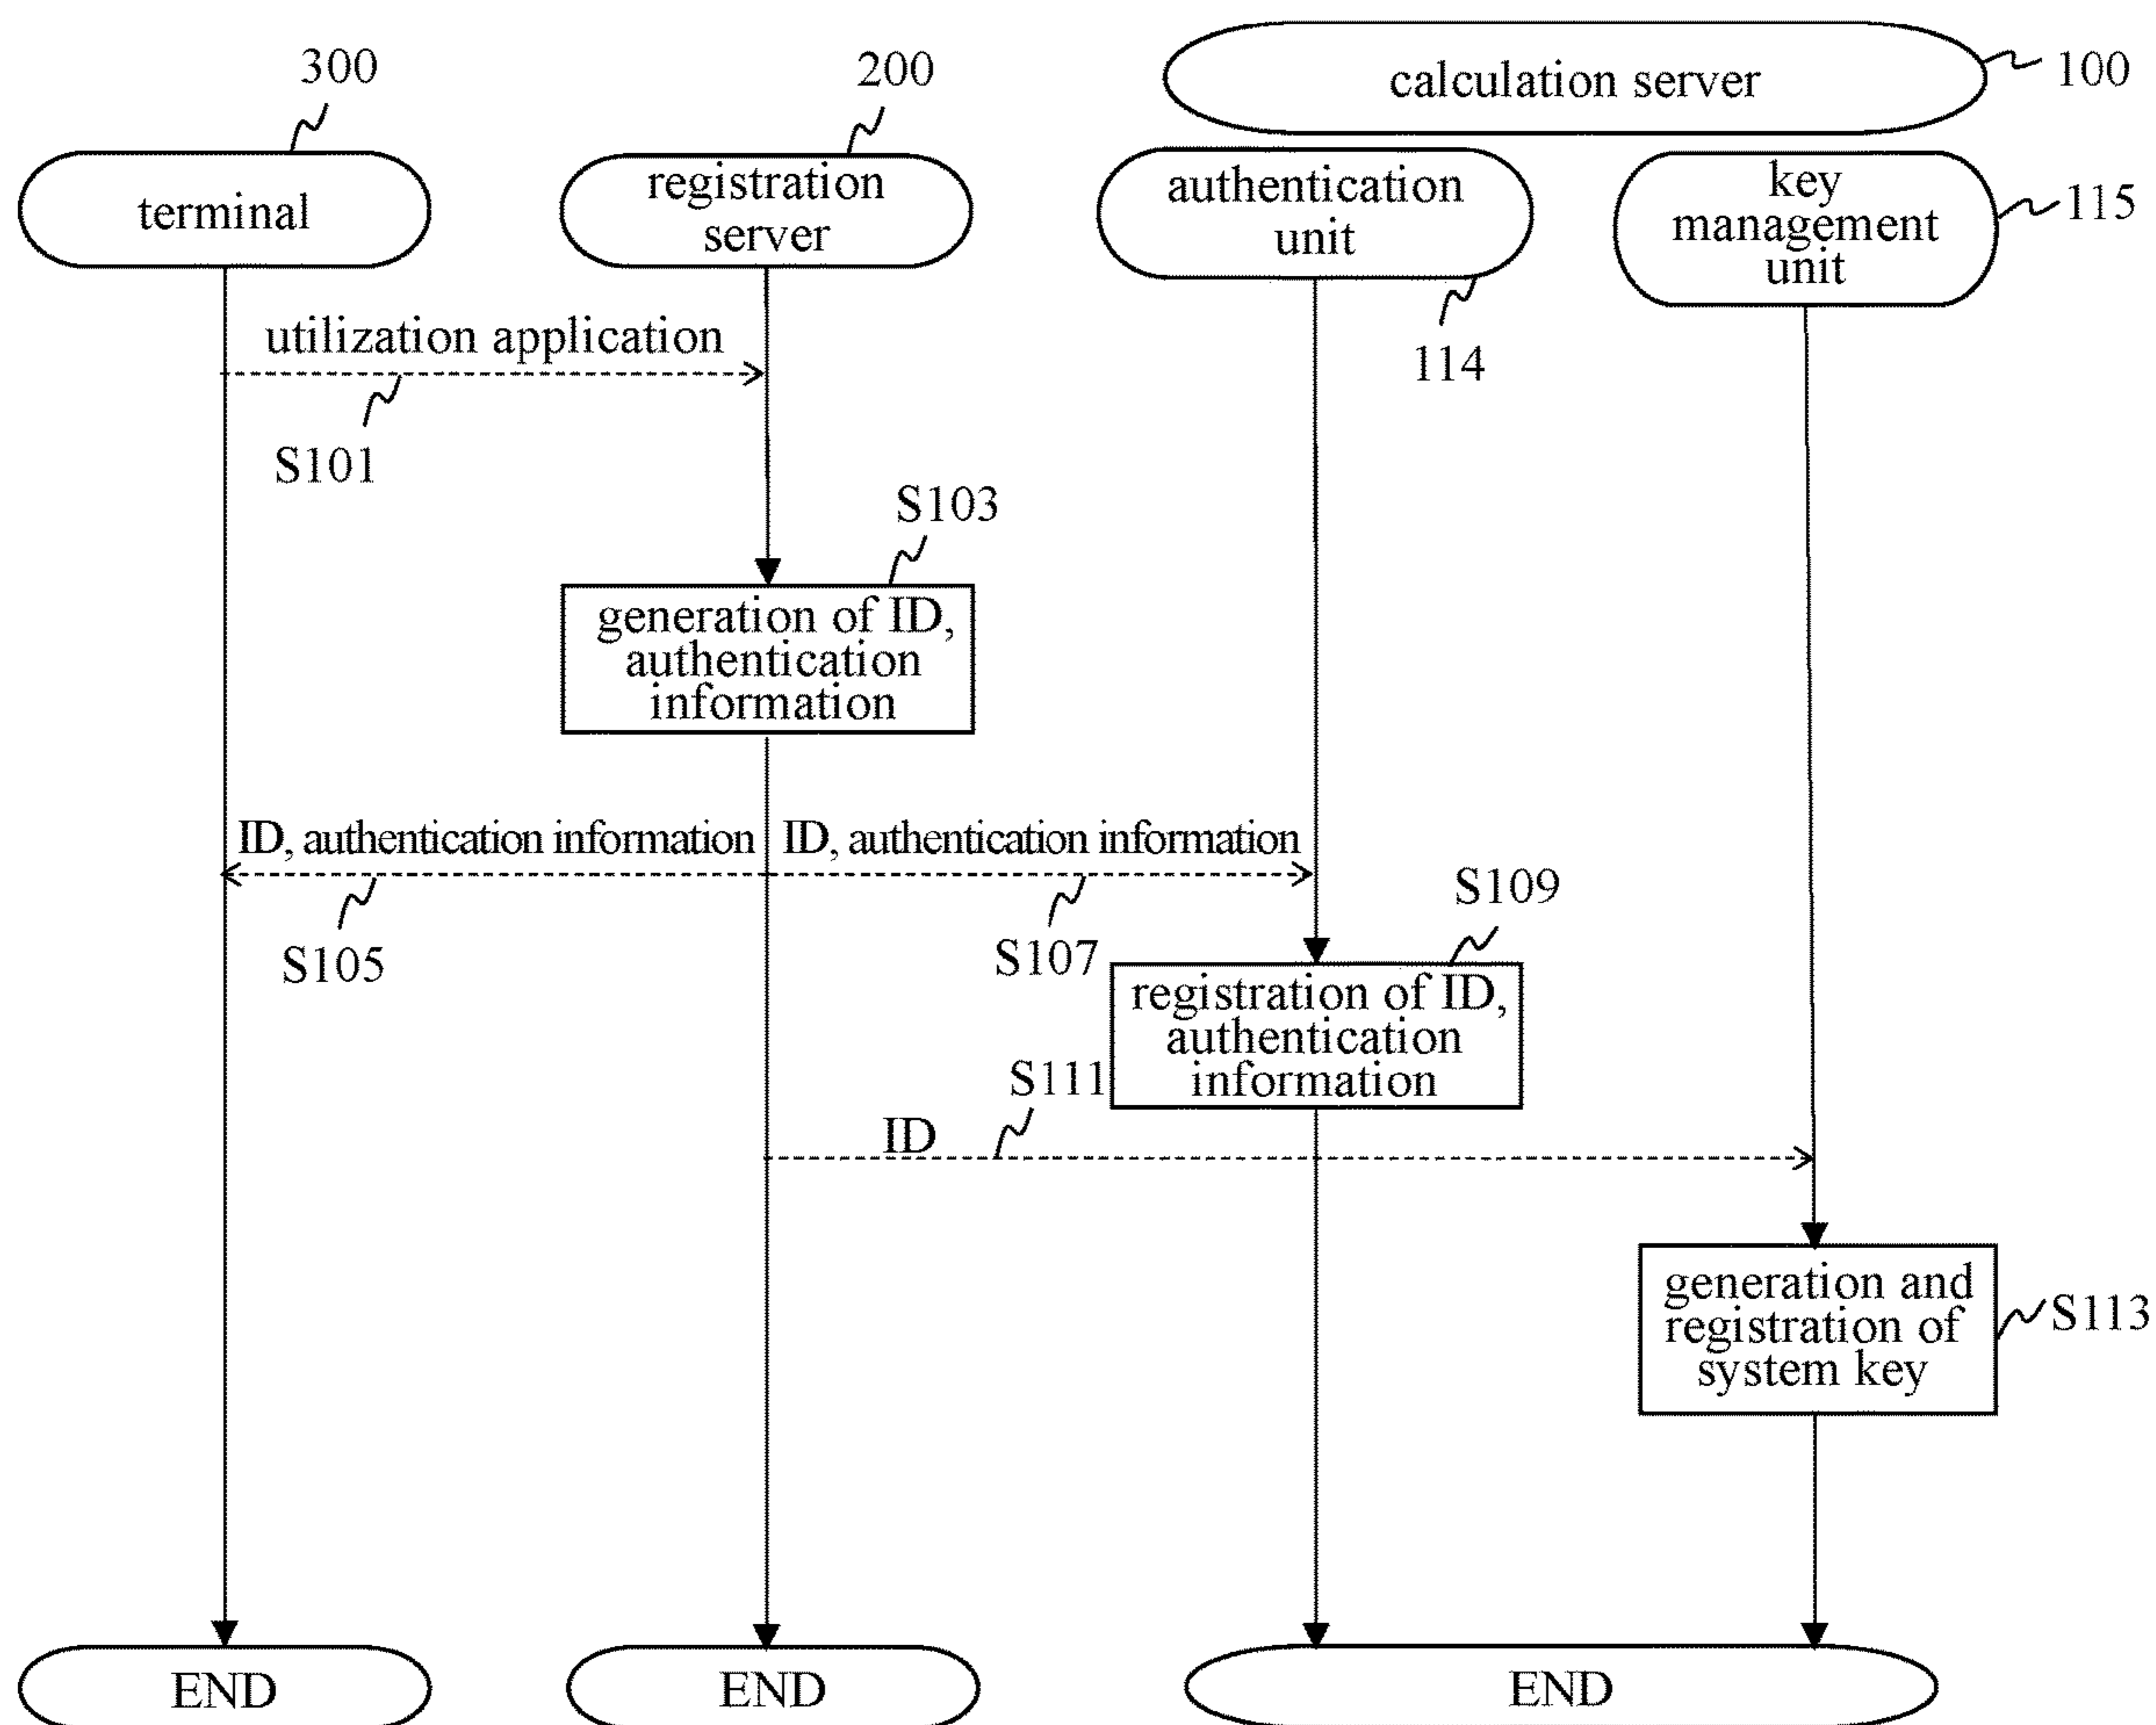 300
200
calculation server
100
terminal
registration
server
authentication
unit
key
management
unit
115
114
utilization application
S101
S103
generation of ID,
authentication
information
ID, authentication information
ID, authentication information
S105
S107
S109
registration of ID,
authentication
information
S111
ID
generation and
registration of
system key
S113
END
END
END